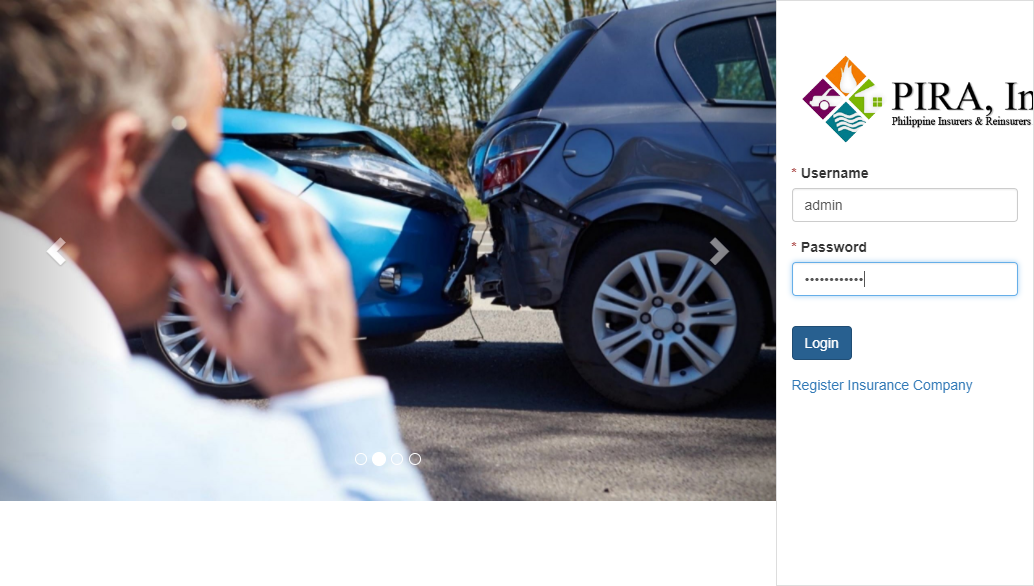 PIRA, In
Philippine Insurers & Reinsurers
* Username
admin
* Password
••••••••••••
Login
Register Insurance Company